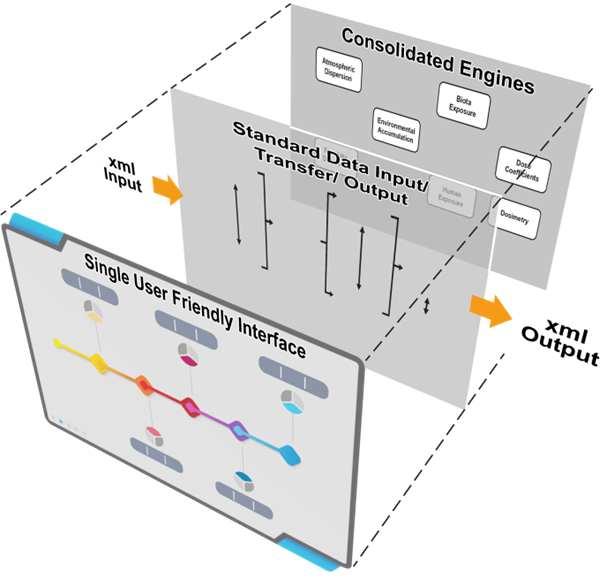 Consolidated Engines
Atmospheric
Dispersion
Biota
Exposure
Environmental
Accumulation
Dose
Coefficients
Human
Exposure
Dosimetry
Standard Data Input/
Transfer/ Output
xml
Input
xml
Output
Single User Friendly Interface